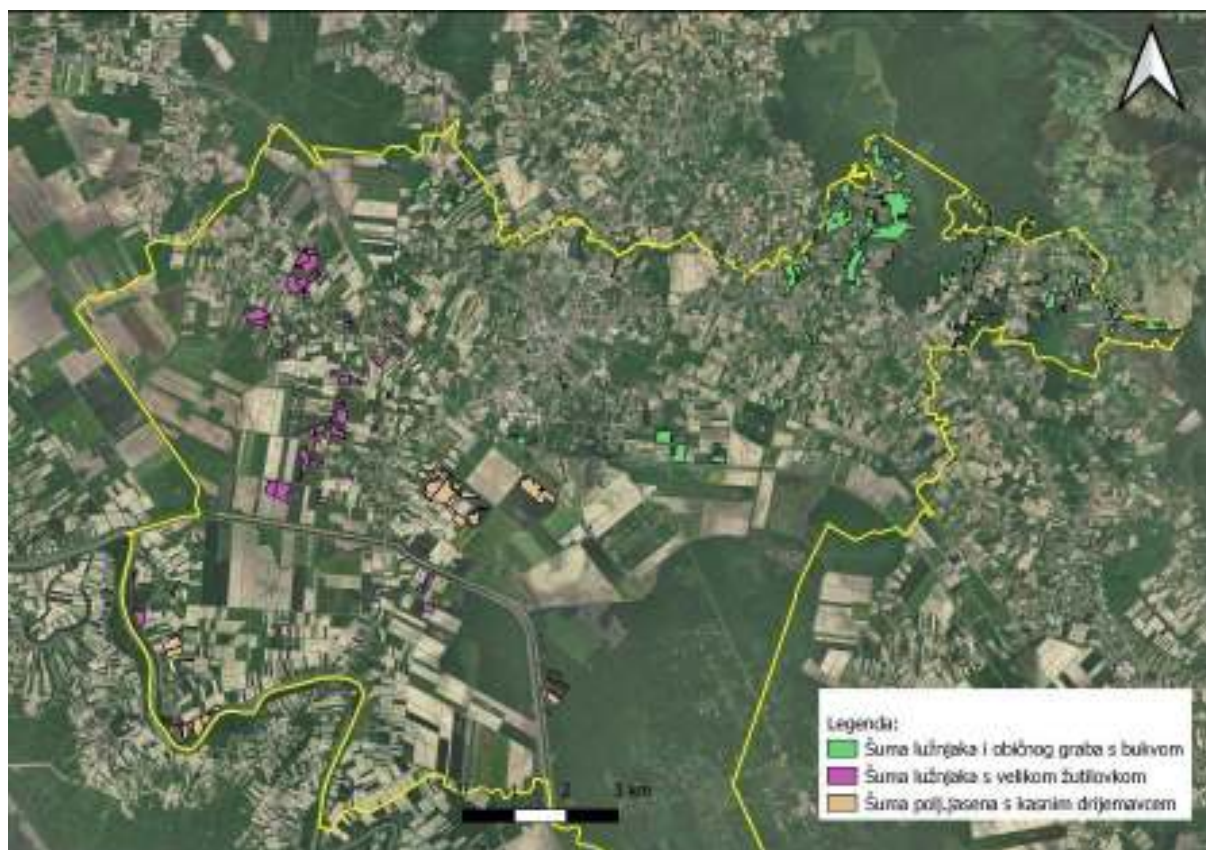 Legenda:
Šuma lužnjaka i običnog graba s bukvom
Šuma lužnjaka s velikom žutilovkom
Šuma polj.jasena s kasnim drijemavcem
2 3 km